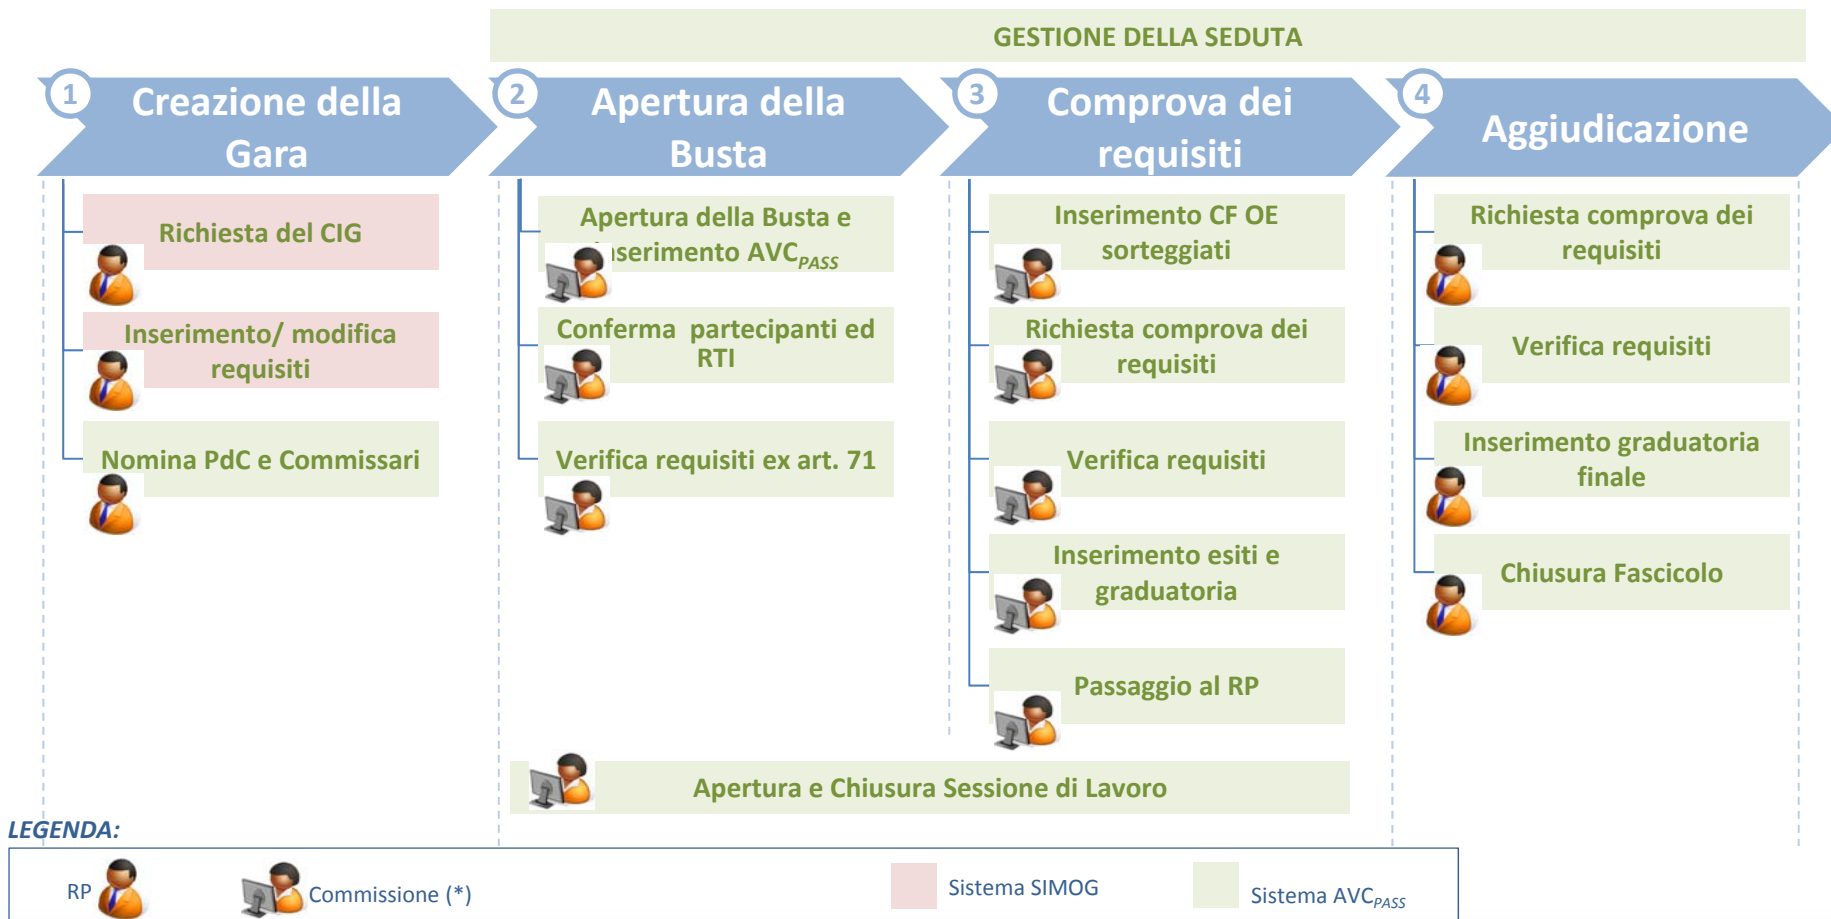 GESTIONE DELLA SEDUTA
1
Creazione della
Gara
Richiesta del CIG
Inserimento/ modifica
requisiti
Nomina PdC e Commissari
2
Apertura della
Busta
Apertura della Busta e
inserimento AVCPASS
Conferma partecipanti ed
RTI
Verifica requisiti ex art. 71
3
Comprova dei
requisiti
Inserimento CF OE
sorteggiati
Richiesta comprova dei
requisiti
Verifica requisiti
Inserimento esiti e
graduatoria
Passaggio al RP
4
Aggiudicazione
Richiesta comprova dei
requisiti
Verifica requisiti
Inserimento graduatoria
finale
Chiusura Fascicolo
Apertura e Chiusura Sessione di Lavoro
LEGENDA:
RP
Commissione (*)
Sistema SIMOG
Sistema AVCPASS